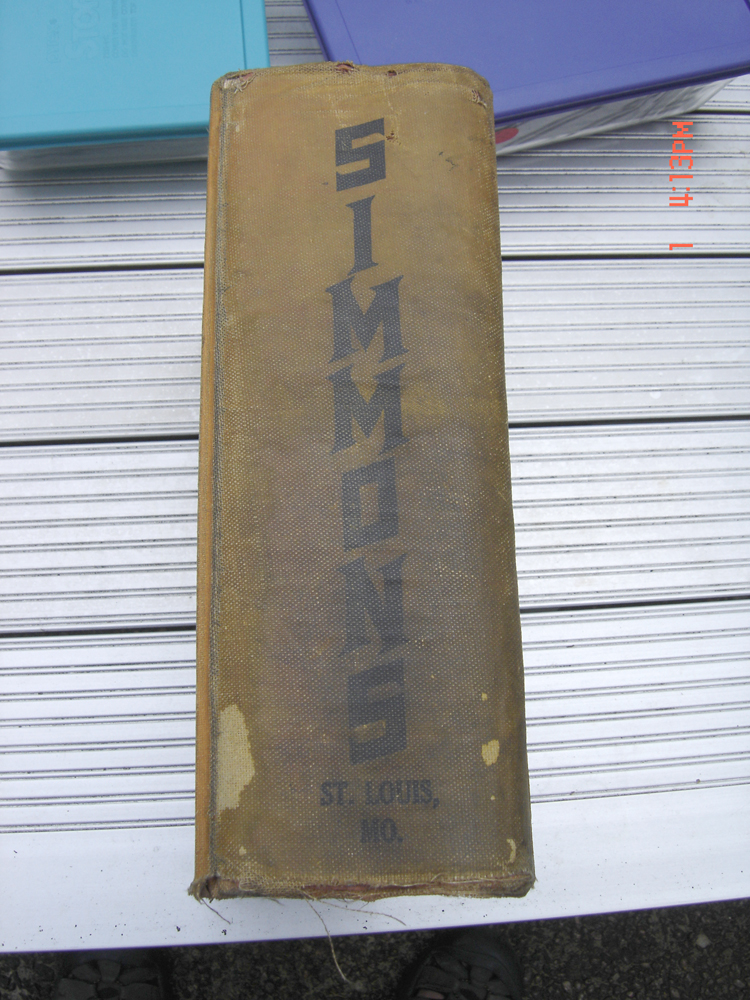 SIMMONS
ST. LOUIS,
MO.
4:13PM
1